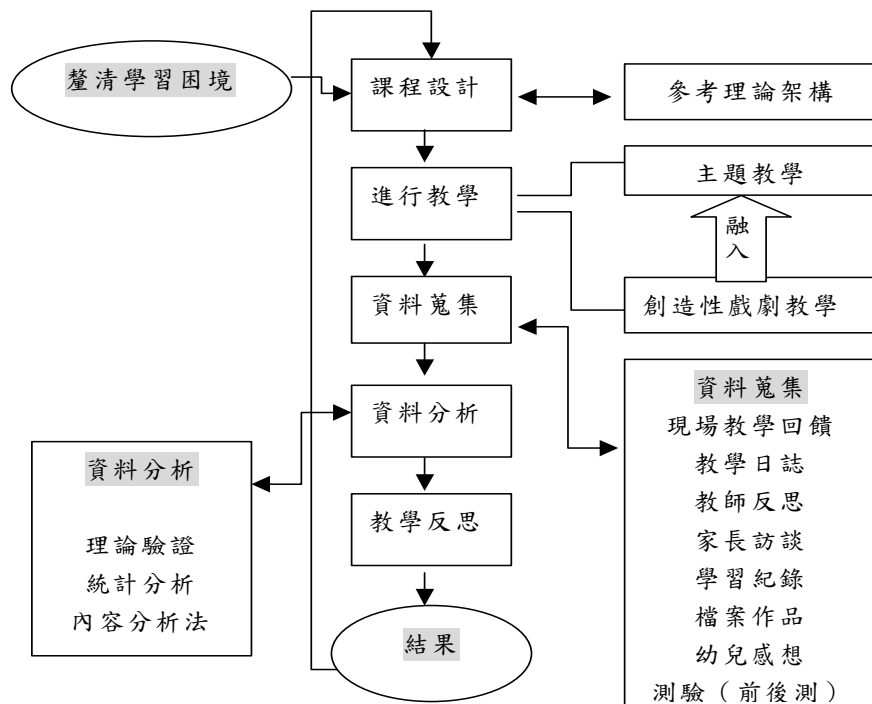 釐清學習困境
課程設計
參考理論架構
進行教學
主題教學
融
入
創造性戲劇教學
資料蒐集
資料分析
教學反思
結果
資料分析
理論驗證
統計分析
內容分析法
資料蒐集
現場教學回饋
教學日誌
教師反思
家長訪談
學習紀錄
檔案作品
幼兒感想
測驗（前後測）